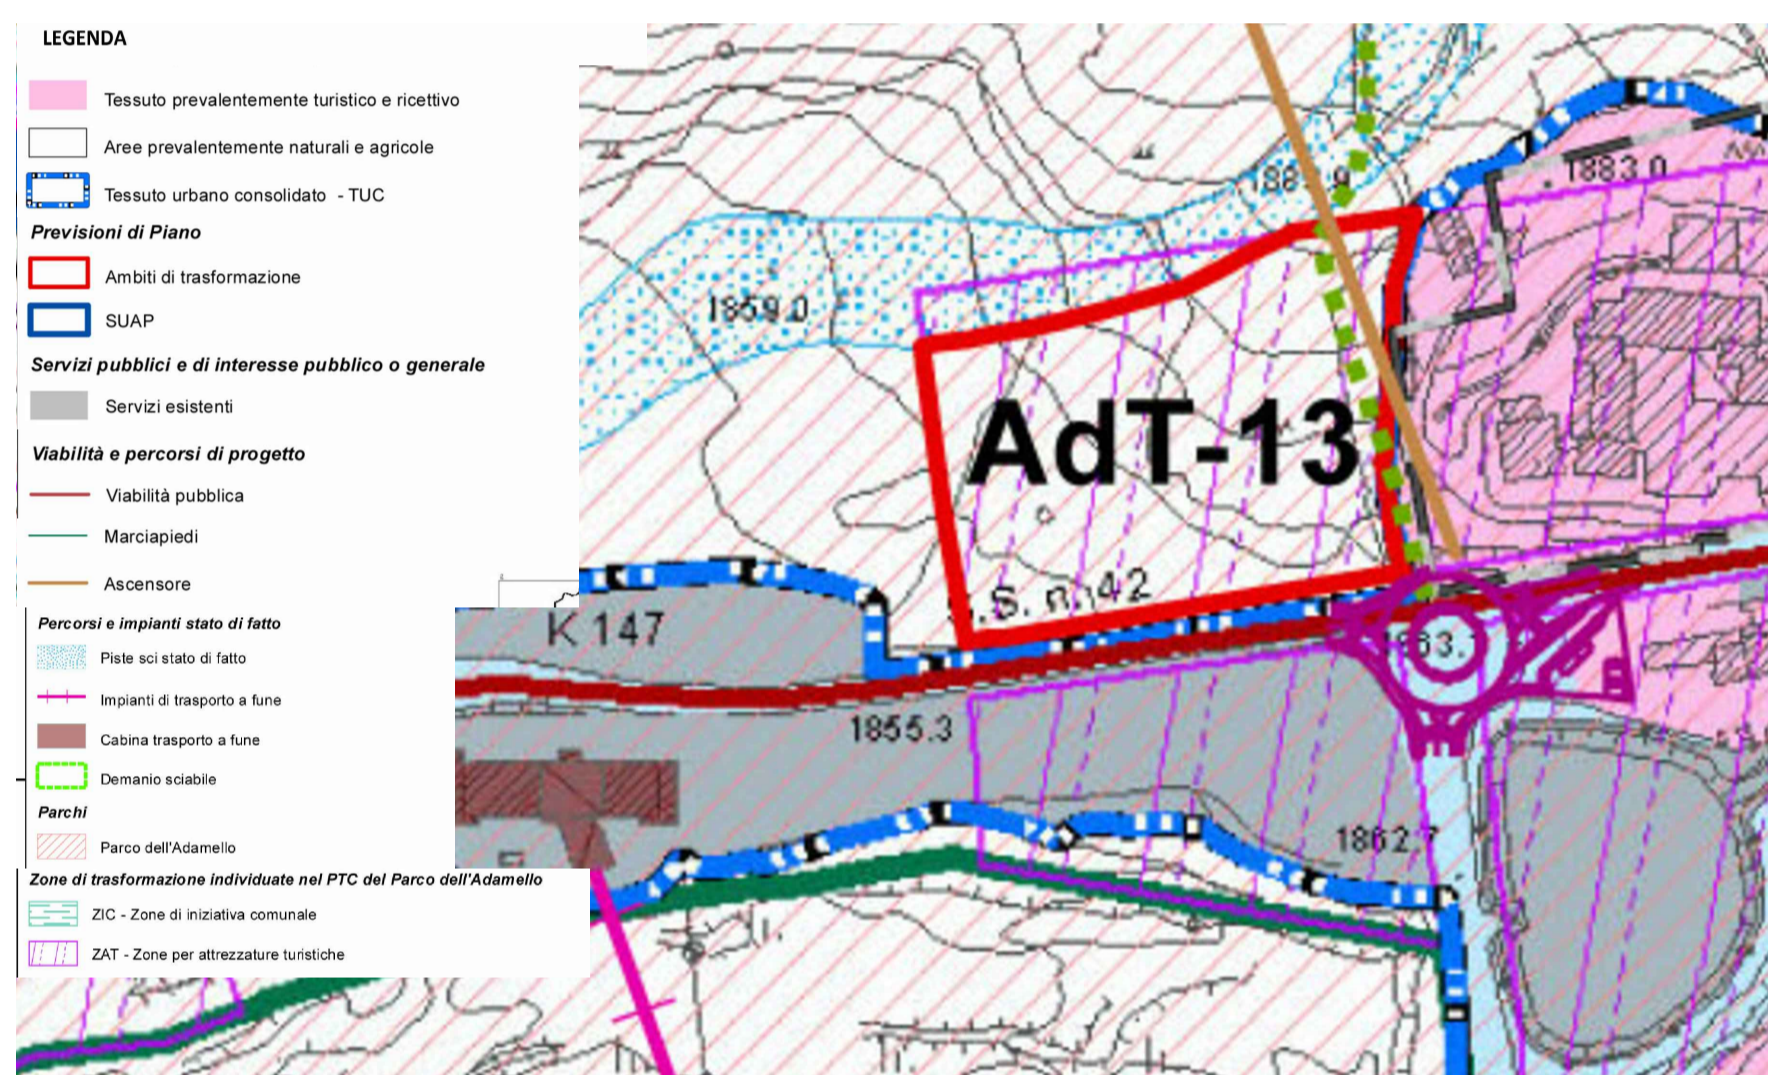 LEGENDA
Tessuto prevalentemente turistico e ricettivo
Aree prevalentemente naturali e agricole
Tessuto urbano consolidato - TUC
Previsioni di Piano
Ambiti di trasformazione
SUAP
Servizi pubblici e di interesse pubblico o generale
Servizi esistenti
Viabilità e percorsi di progetto
Viabilità pubblica
Marciapiedi
Ascensore
Percorsi e impianti stato di fatto
Piste sci stato di fatto
Impianti di trasporto a fune
Cabina trasporto a fune
Demanio sciabile
Parchi
Parco dell'Adamello
Zone di trasformazione individuate nel PTC del Parco dell'Adamello
ZIC - Zone di iniziativa comunale
ZAT - Zone per attrezzature turistiche
1883.0
1859.0
AdT-13
S. n. 42
K 147
1855.3
1862.7